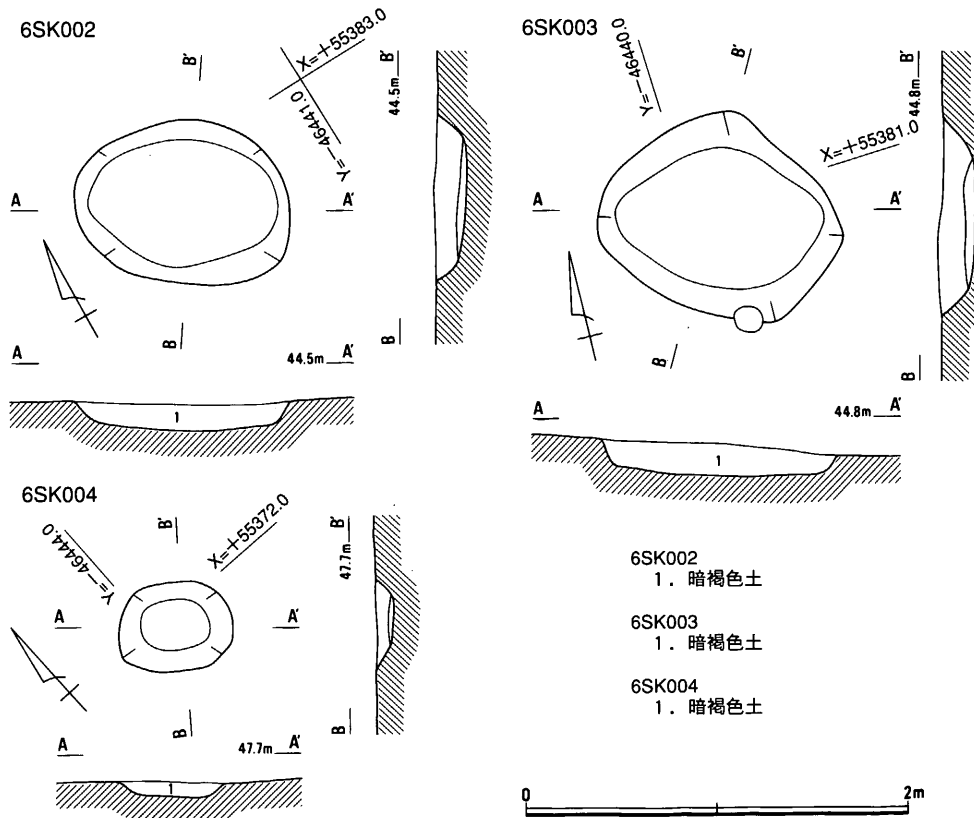 6SK002
B'
X=+55383.0
Y=-46441.0
A
A'
B
A
44.5m
A'
1
B'
44.5m
B
6SK003
Y=-46440.0
B'
X=+55381.0
A
A'
B
A
44.8m
A'
1
B'
44.8m
B
6SK004
Y=-46444.0
B'
X=+55372.0
A
A'
B
A
47.7m
A'
1
B'
47.7m
B
6SK002
1．暗褐色土
6SK003
1．暗褐色土
6SK004
1．暗褐色土
0
2m